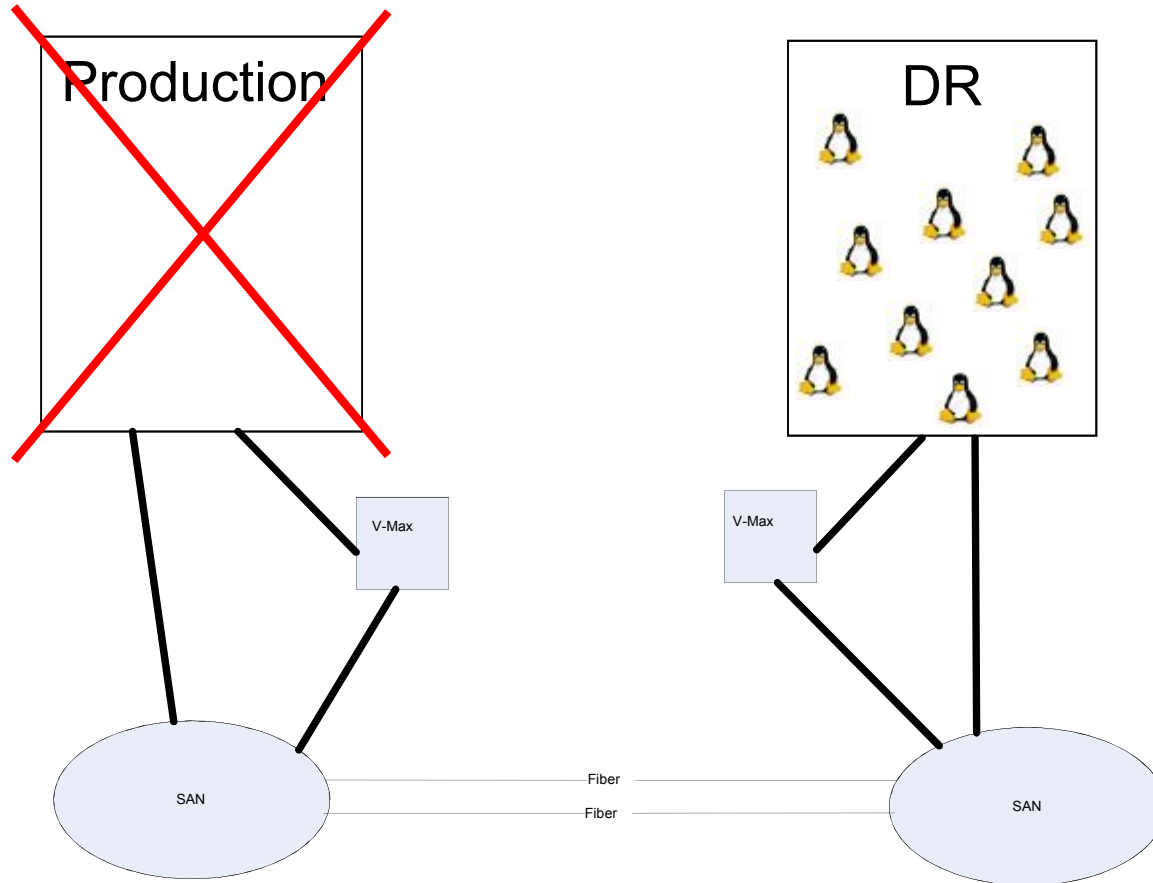 Production
DR
V-Max
V-Max
Fiber
SAN
SAN
Fiber